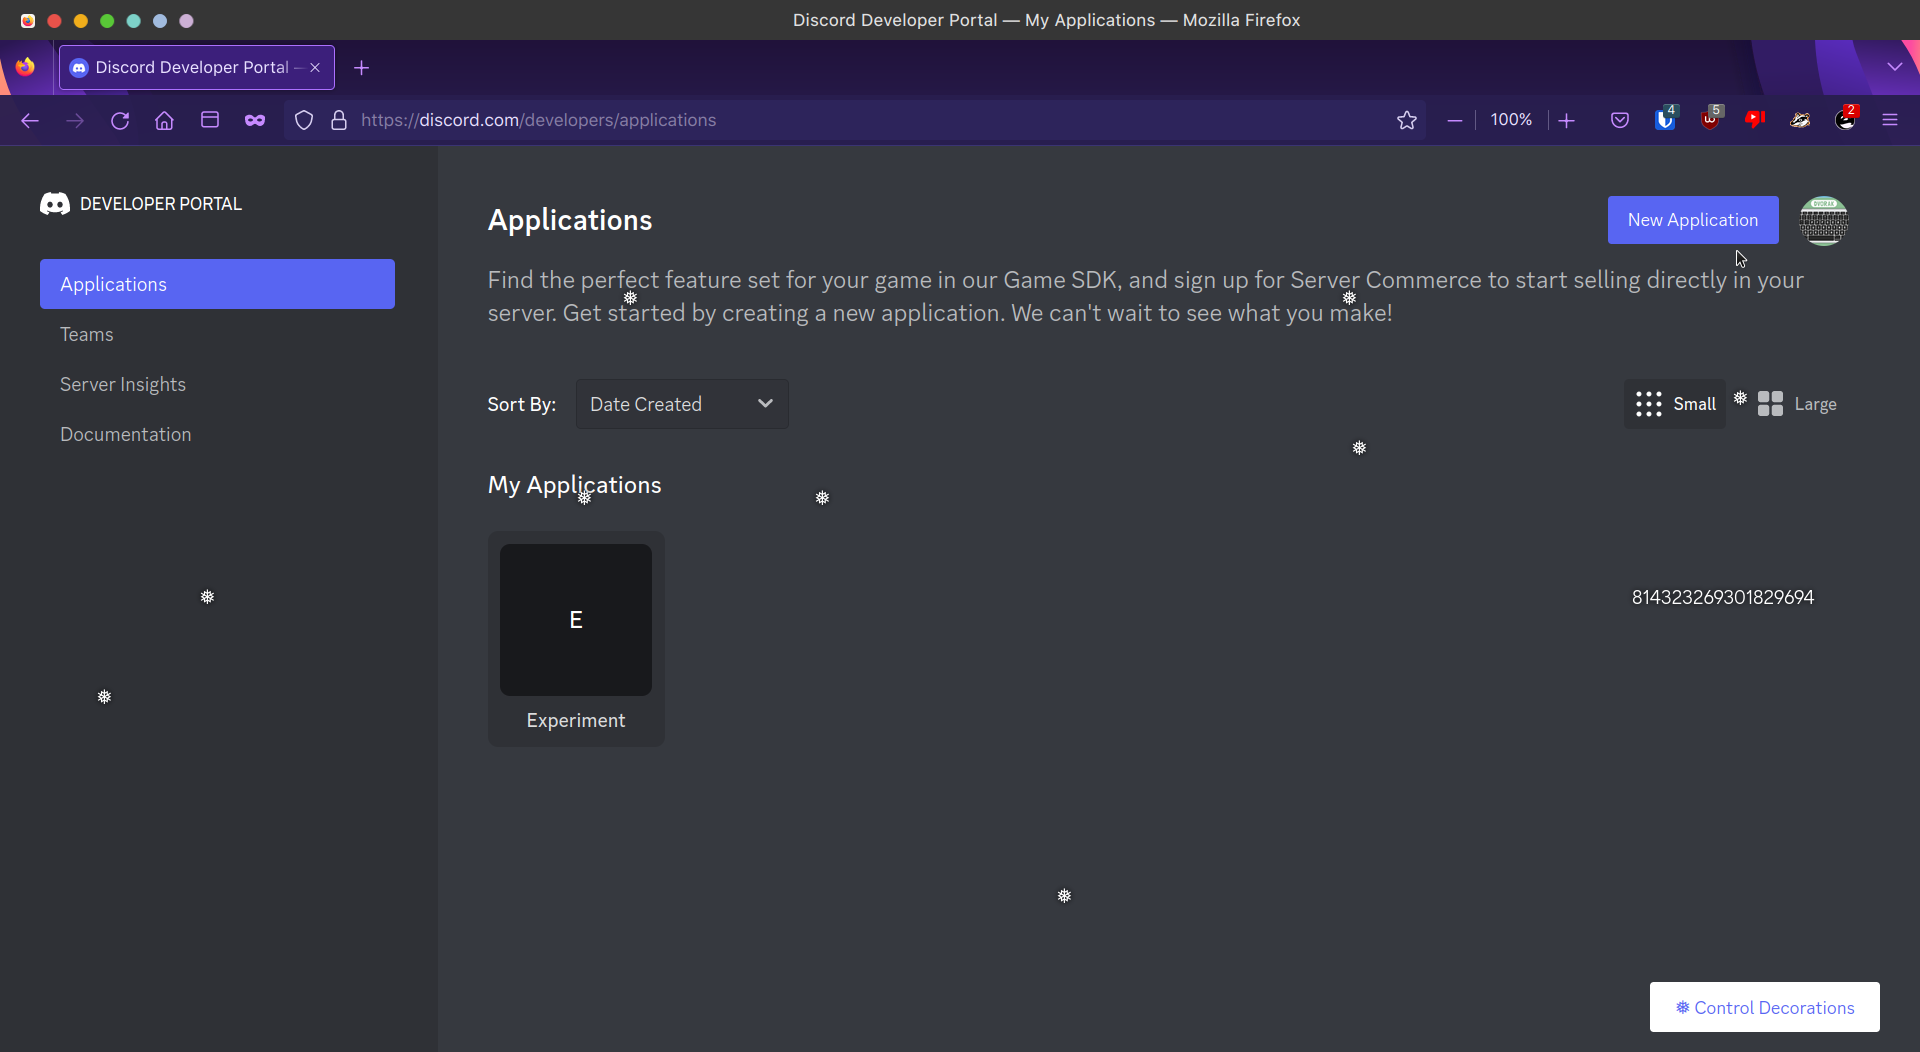 Discord Developer Portal — My Applications — Mozilla Firefox
Discord Developer Portal —
https://discord.com/developers/applications
100%
4
5
2
DEVELOPER PORTAL
Applications
Teams
Server Insights
Documentation
Applications
New Application
Find the perfect feature set for your game in our Game SDK, and sign up for Server Commerce to start selling directly in your
server. Get started by creating a new application. We can't wait to see what you make!
Sort By:
Date Created
Small
Large
My Applications
E
Experiment
814323269301829694
Control Decorations